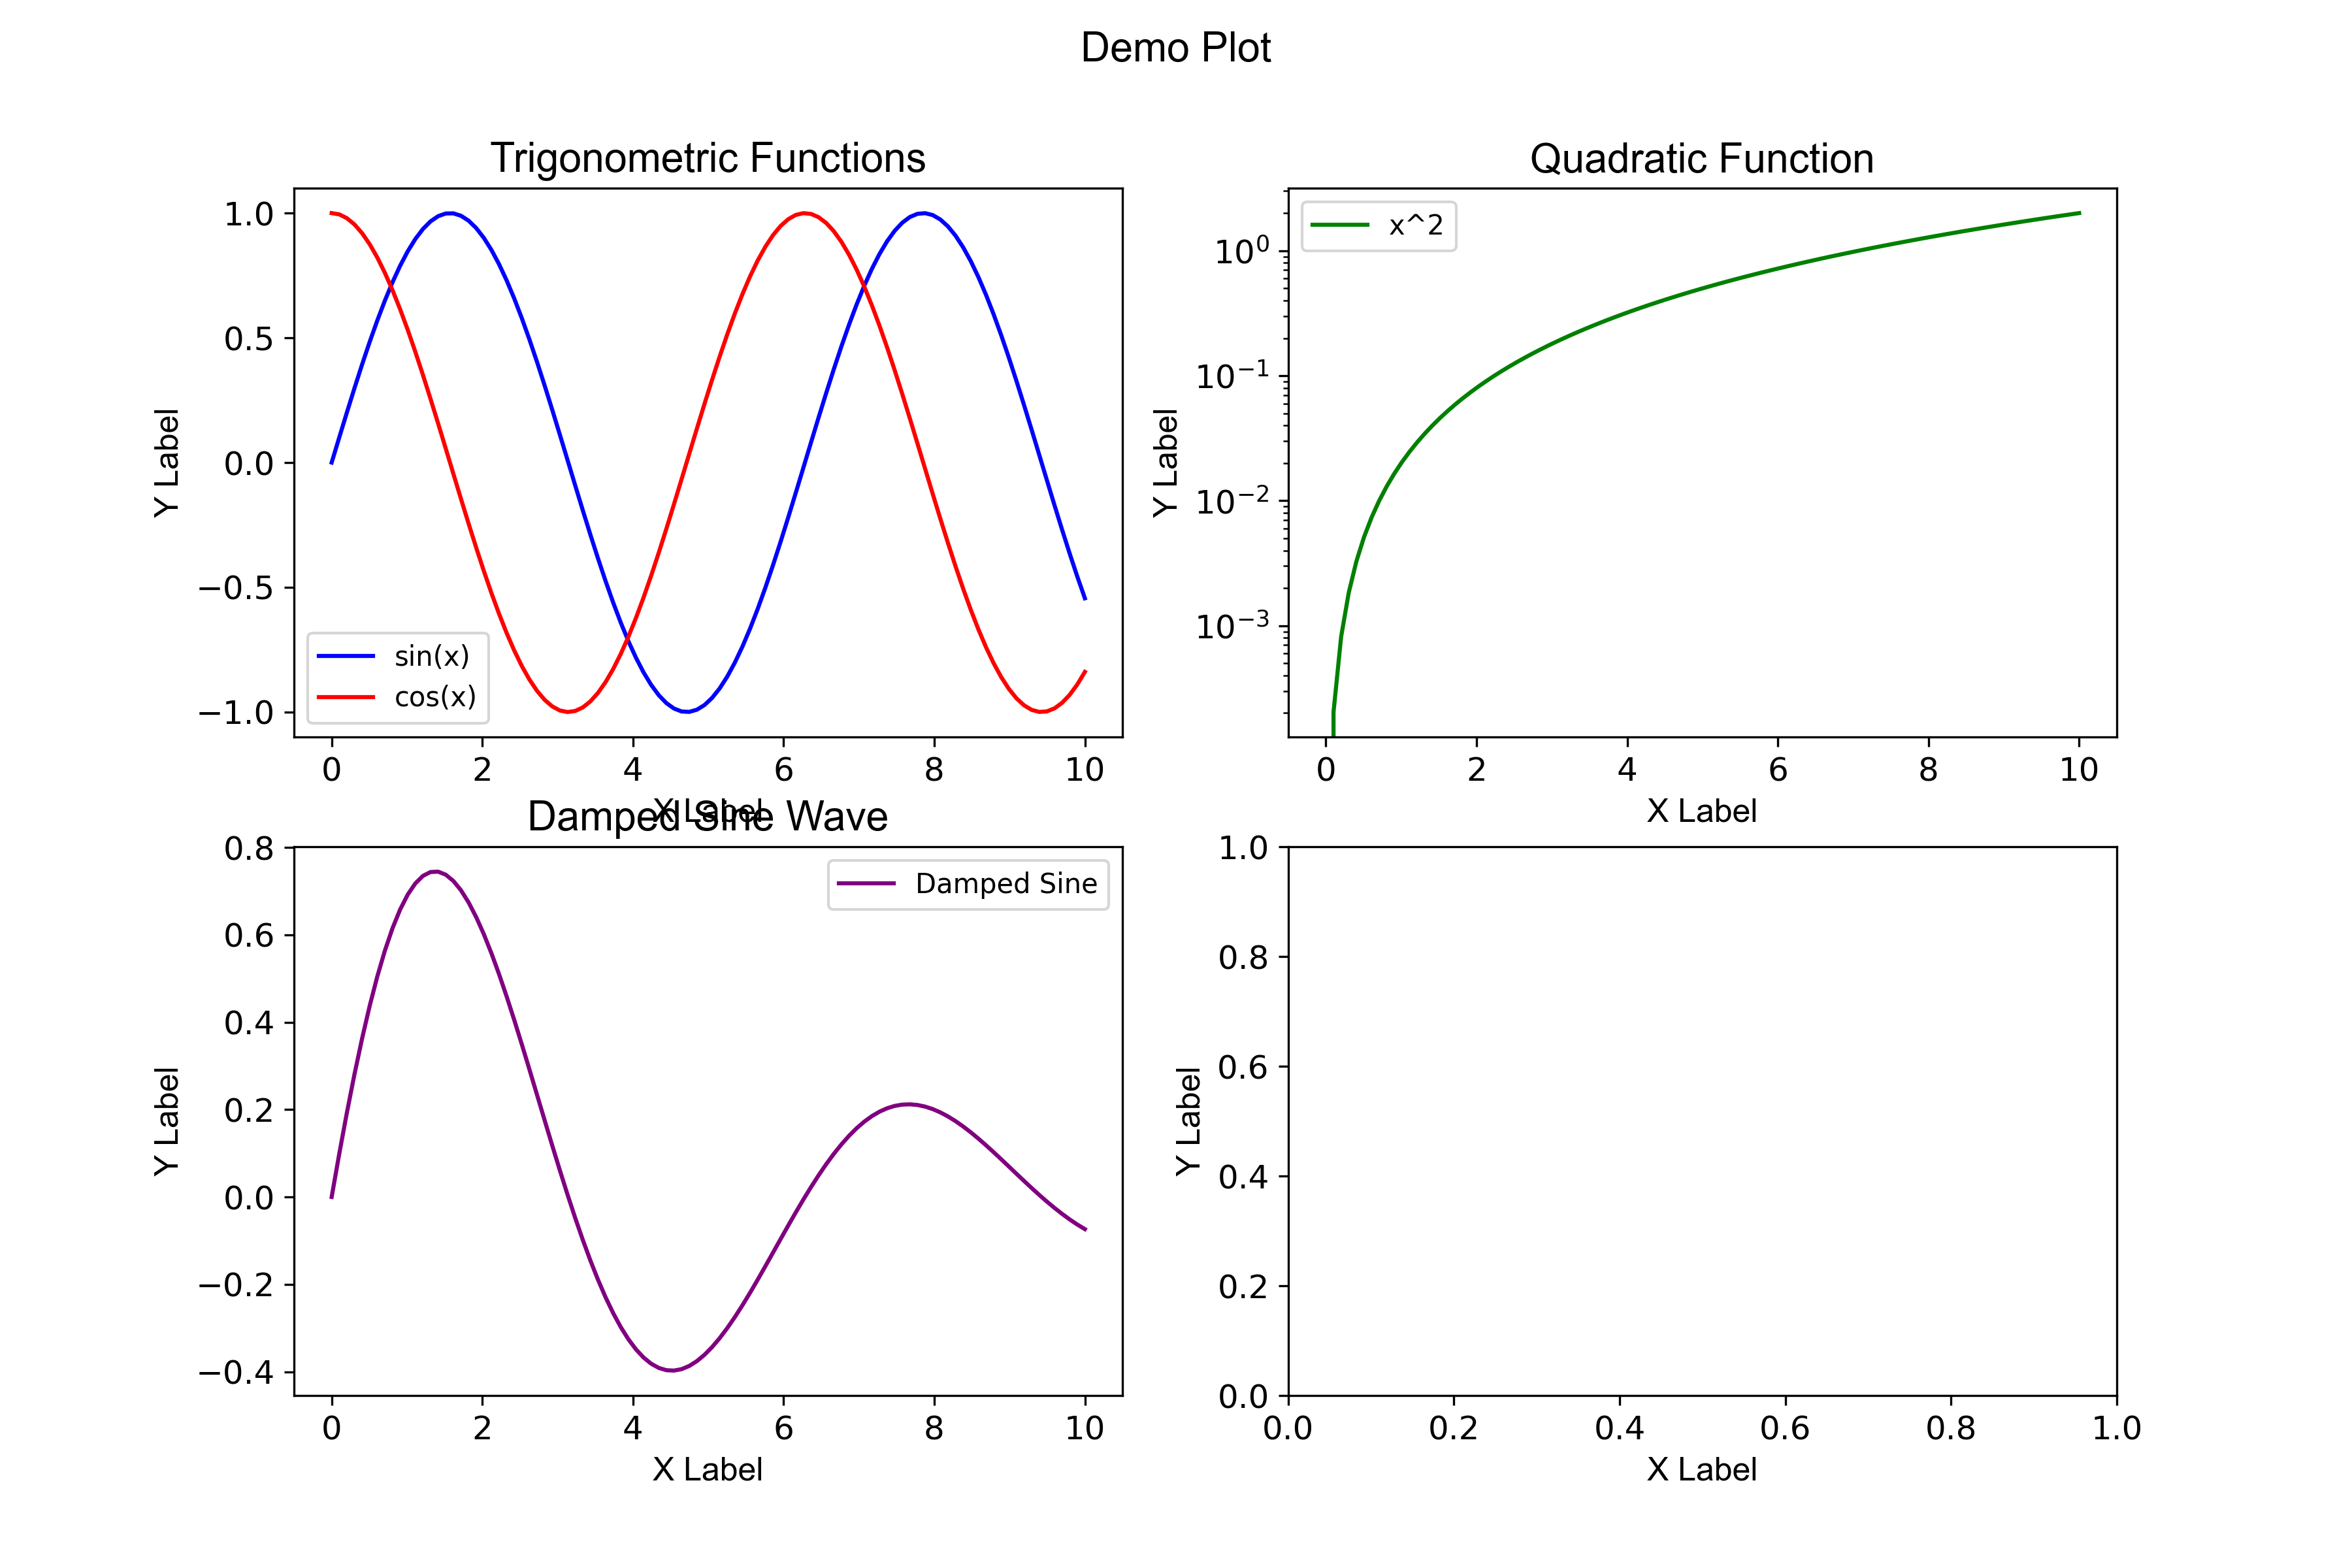 Demo Plot
Trigonometric Functions
1.0
0.5
0.0
−0.5
−1.0
Y Label
sin(x)
cos(x)
0 2 4 6 8 10
X Label
Quadratic Function
x^2
10^0
10^−1
10^−2
10^−3
Y Label
0 2 4 6 8 10
X Label
Damped Sine Wave
Damped Sine
0.8
0.6
0.4
0.2
0.0
−0.2
−0.4
Y Label
0 2 4 6 8 10
X Label
1.0
0.8
0.6
0.4
0.2
0.0
Y Label
0.0 0.2 0.4 0.6 0.8 1.0
X Label